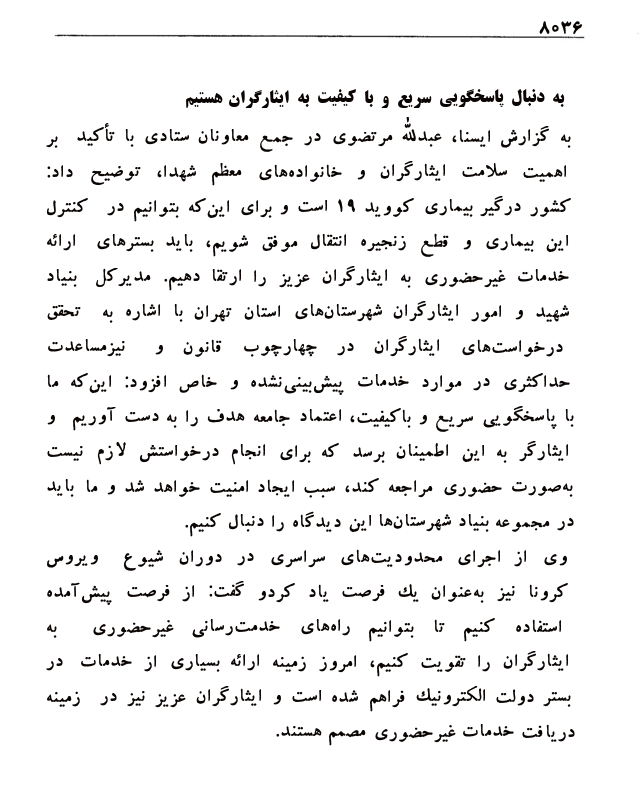 ۸۰۳۶
به دنبال پاسخگویی سریع و با کیفیت به ایثارگران هستیم
به گزارش ایسنا، عبدالله مرتضوی در جمع معاونان ستادی با تأکید بر
اهمیت سلامت ایثارگران و خانواده‌های معظم شهدا، توضیح داد:
کشور درگیر بیماری کووید ۱۹ است و برای این‌که بتوانیم در کنترل
این بیماری و قطع زنجیره انتقال موفق شویم، باید بسترهای ارائه
خدمات غیرحضوری به ایثارگران عزیز را ارتقا دهیم. مدیرکل بنیاد
شهید و امور ایثارگران شهرستان‌های استان تهران با اشاره به تحقق
درخواست‌های ایثارگران در چهارچوب قانون و نیزمساعدت
حداکثری در موارد خدمات پیش‌بینی‌نشده و خاص افزود: این‌که ما
با پاسخگویی سریع و باکیفیت، اعتماد جامعه هدف را به دست آوریم و
ایثارگر به این اطمینان برسد که برای انجام درخواستش لازم نیست
به‌صورت حضوری مراجعه کند، سبب ایجاد امنیت خواهد شد و ما باید
در مجموعه بنیاد شهرستان‌ها این دیدگاه را دنبال کنیم.
وی از اجرای محدودیت‌های سراسری در دوران شیوع ویروس
کرونا نیز به‌عنوان یك فرصت یاد کردو گفت: از فرصت پیش‌آمده
استفاده کنیم تا بتوانیم راه‌های خدمت‌رسانی غیرحضوری به
ایثارگران را تقویت کنیم، امروز زمینه ارائه بسیاری از خدمات در
بستر دولت الکترونیك فراهم شده است و ایثارگران عزیز نیز در زمینه
دریافت خدمات غیرحضوری مصمم هستند.